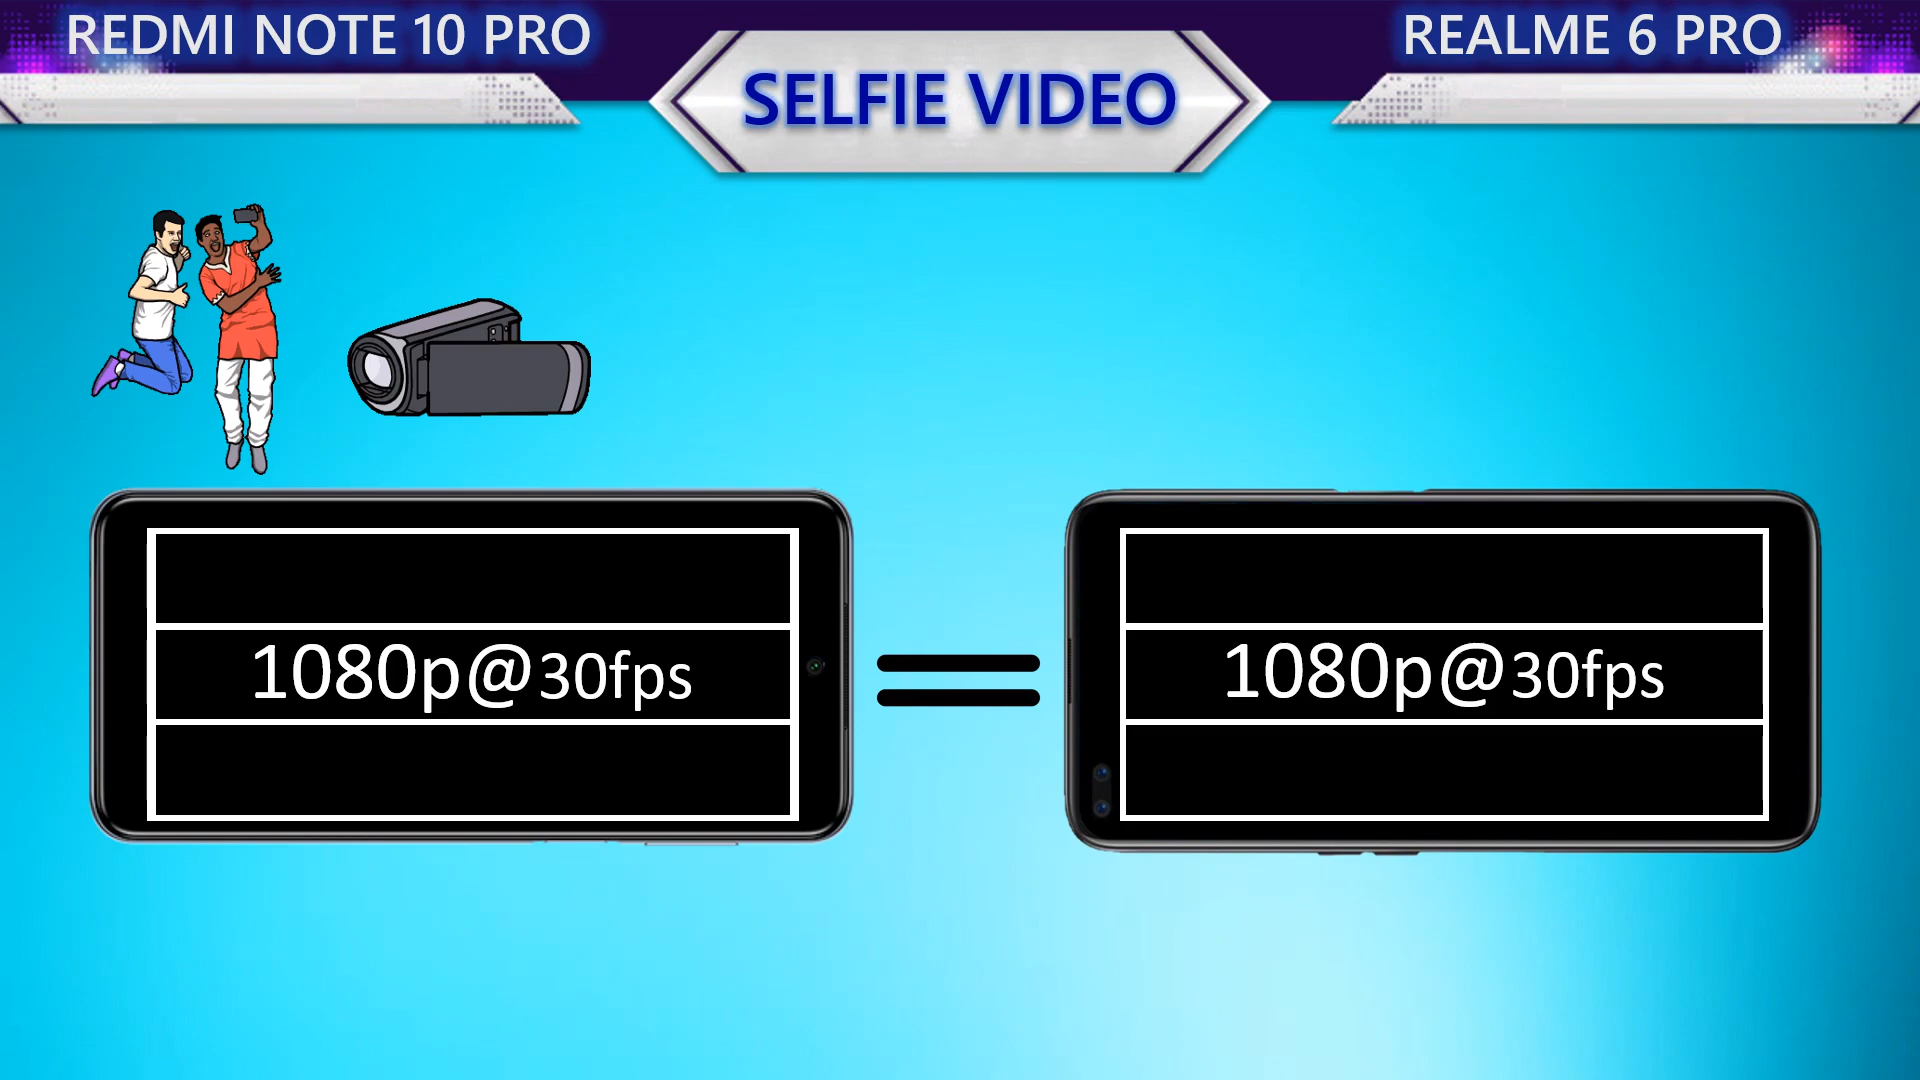 REDMI NOTE 10 PRO
SELFIE VIDEO
REALME 6 PRO
1080p@30fps
1080p@30fps